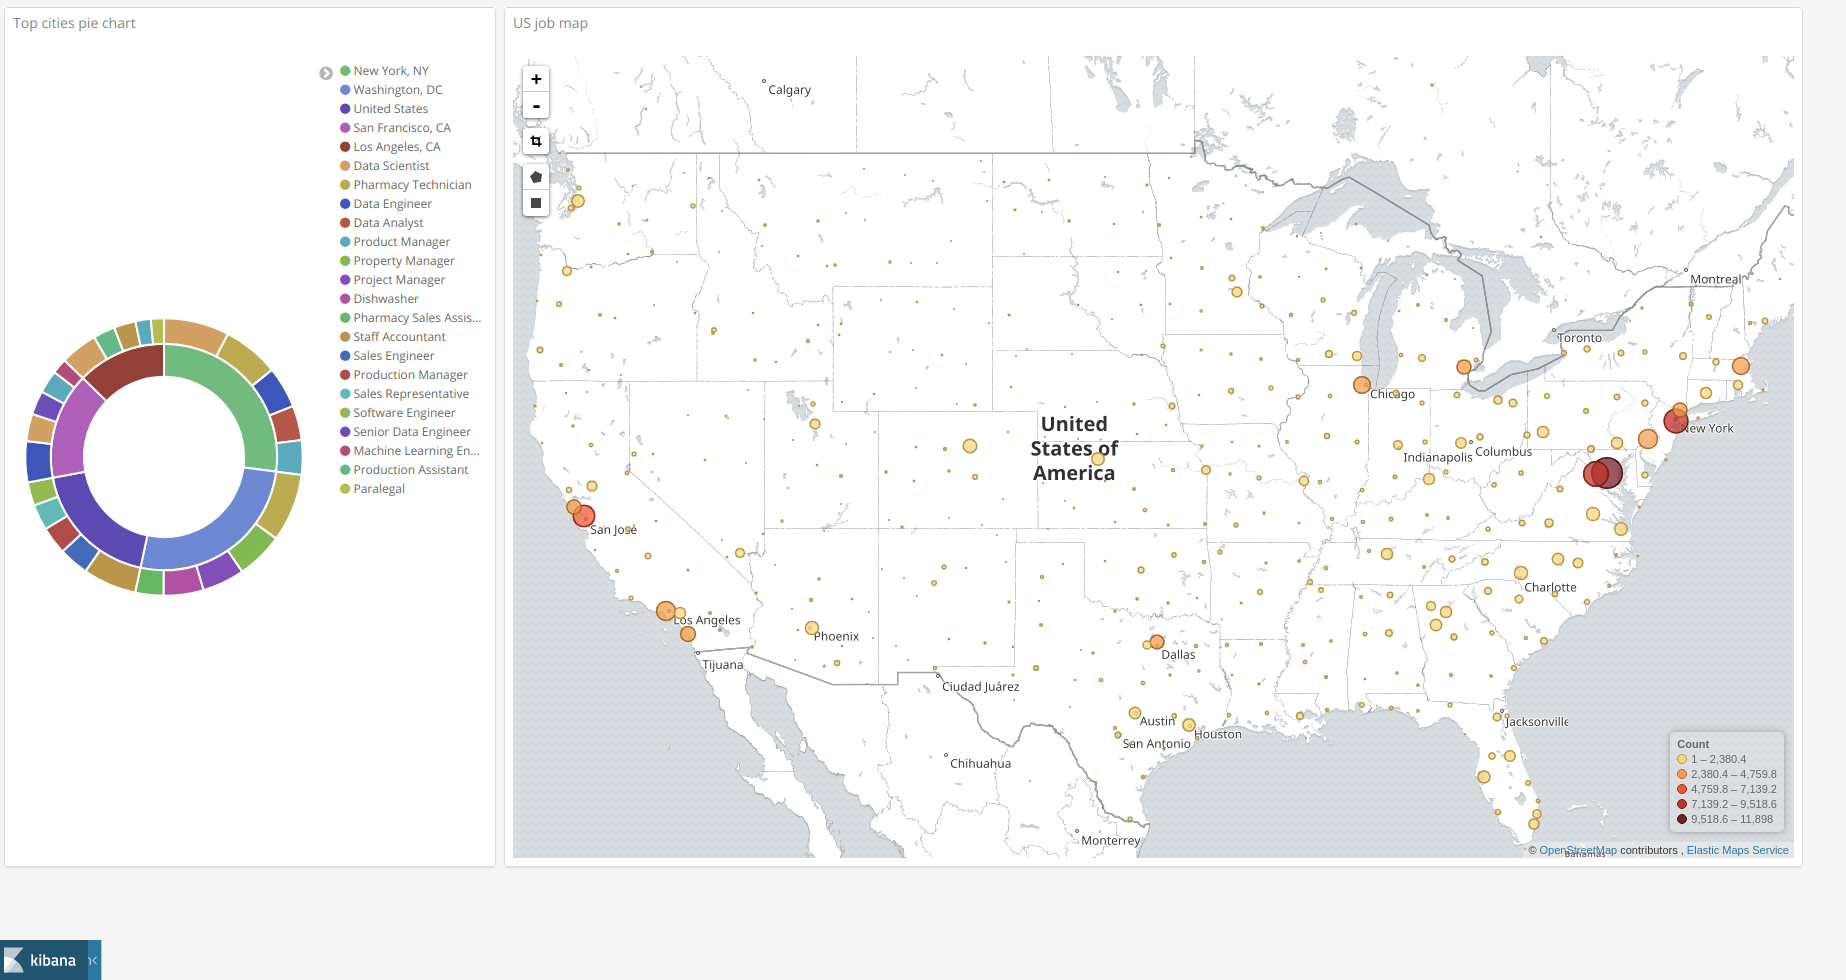 Top cities pie chart
New York, NY
Washington, DC
United States
San Francisco, CA
Los Angeles, CA
Data Scientist
Pharmacy Technician
Data Engineer
Data Analyst
Product Manager
Property Manager
Project Manager
Dishwasher
Pharmacy Sales Assis...
Staff Accountant
Sales Engineer
Production Manager
Sales Representative
Software Engineer
Senior Data Engineer
Machine Learning En...
Production Assistant
Paralegal
US job map
+
-
Calgary
Montreal
Toronto
Chicago
New York
United
States of
America
Indianapolis
Columbus
San José
Charlotte
Los Angeles
Phoenix
Dallas
Tijuana
Ciudad Juárez
Austin
Jacksonville
Houston
San Antonio
Chihuahua
Monterrey
Count
1 – 2,380.4
2,380.4 – 4,759.8
4,759.8 – 7,139.2
7,139.2 – 9,518.6
9,518.6 – 11,898
© OpenStreetMap contributors , Elastic Maps Service
Bahamas
kibana